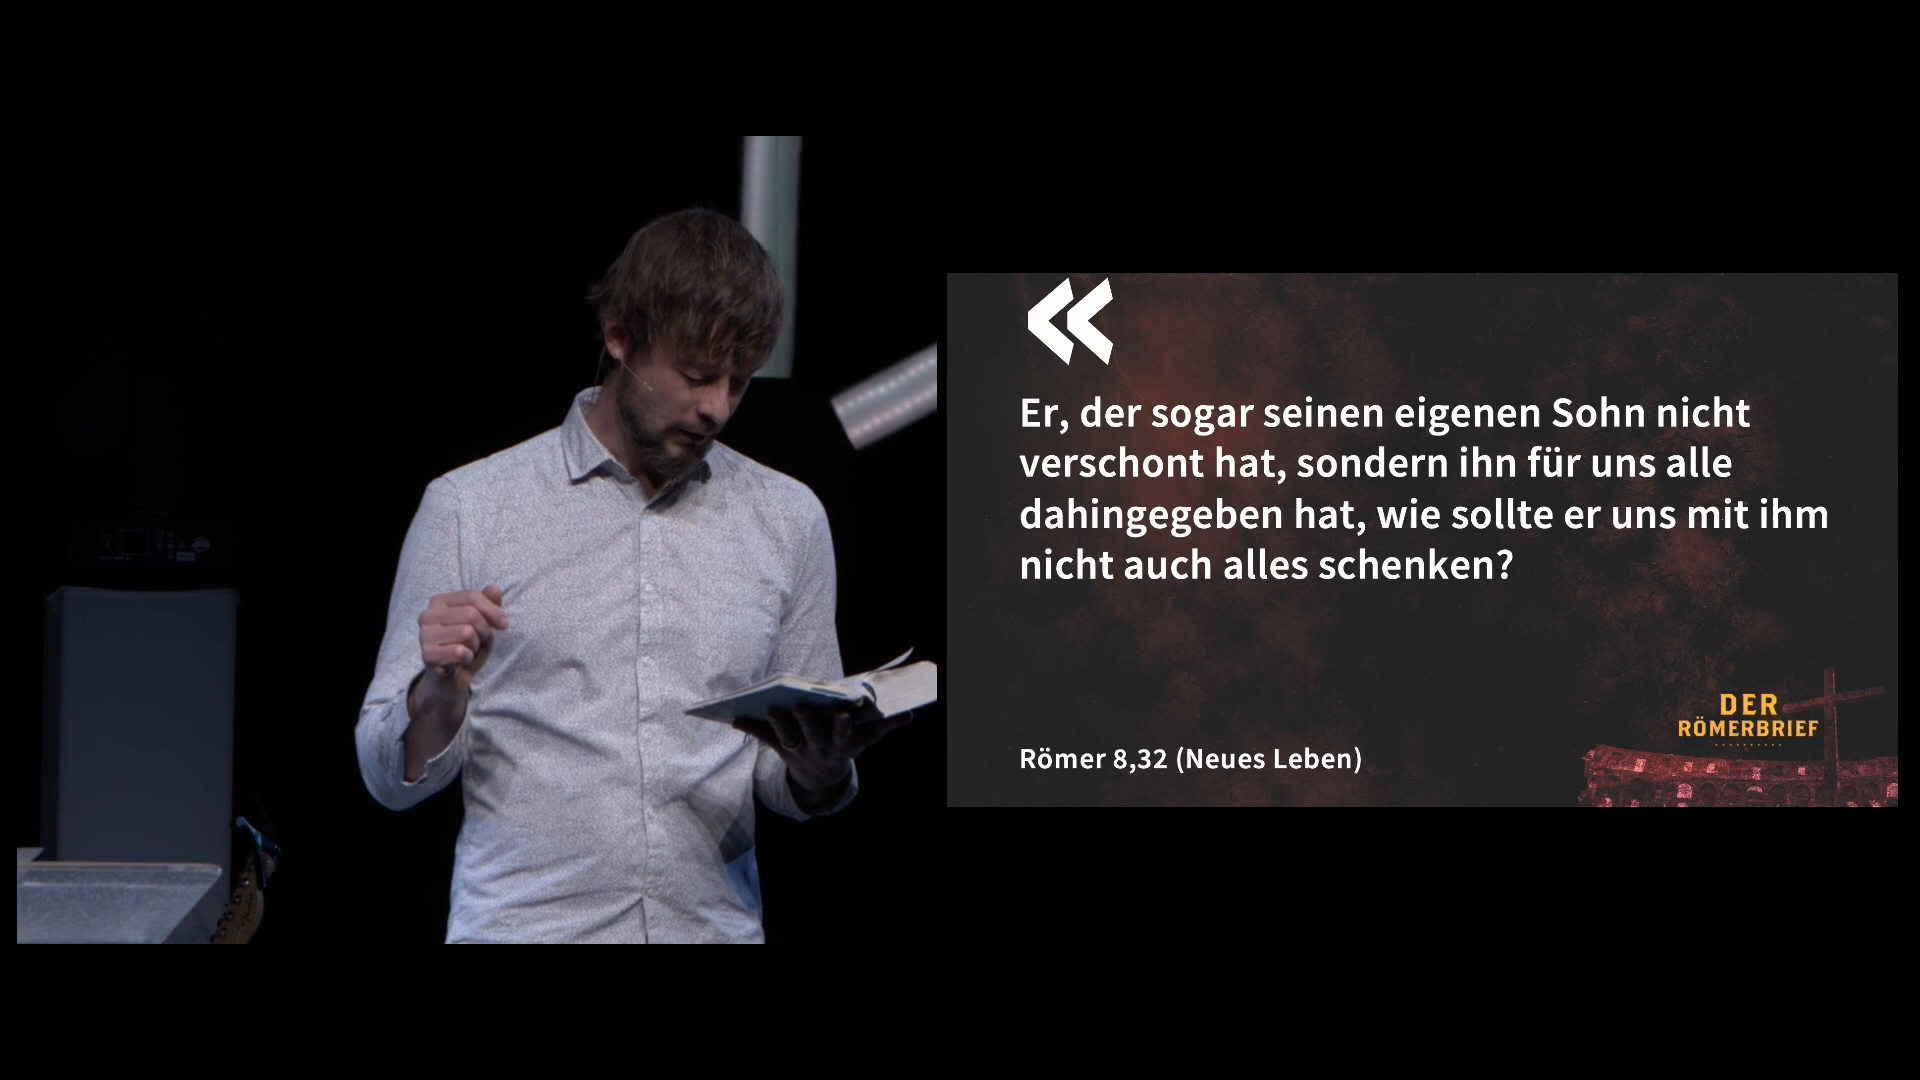 Er, der sogar seinen eigenen Sohn nicht
verschont hat, sondern ihn für uns alle
dahingegeben hat, wie sollte er uns mit ihm
nicht auch alles schenken?
Römer 8,32 (Neues Leben)
DER
RÖMERBRIEF